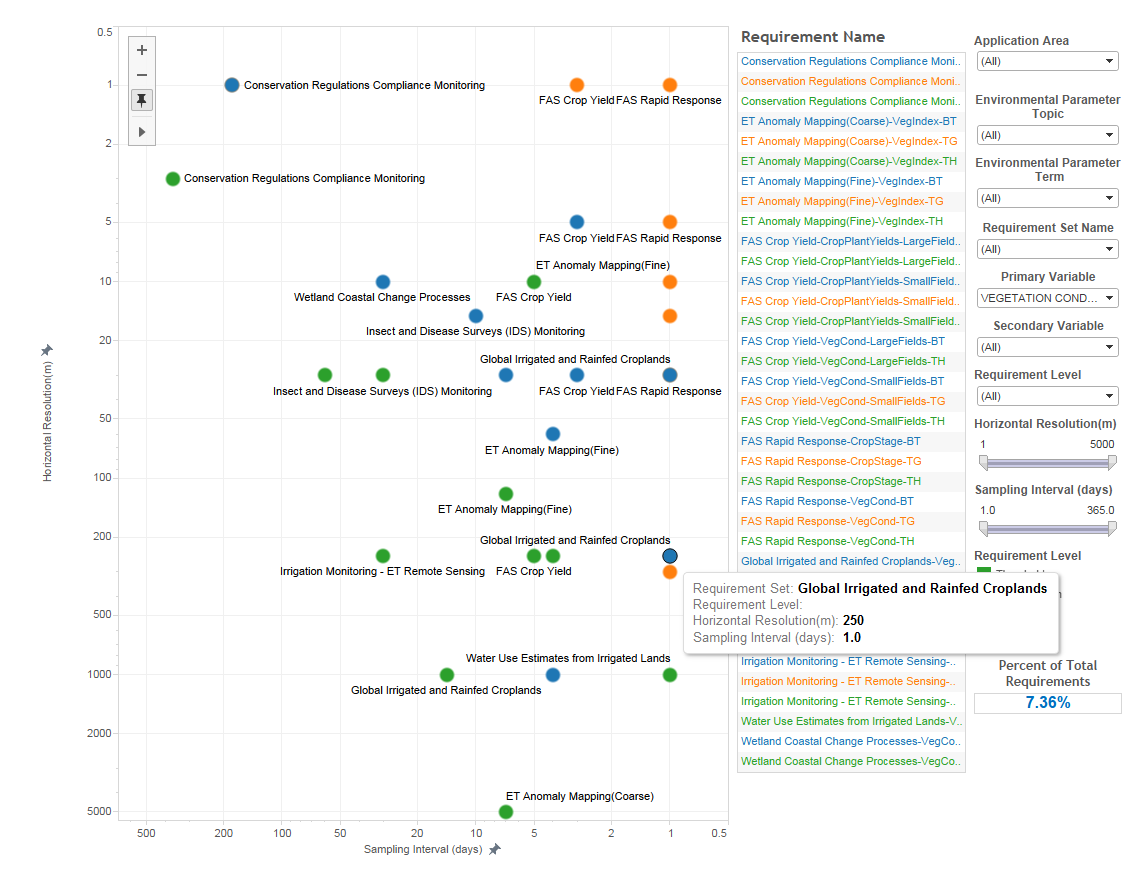 0.5
1
2
5
10
20
50
100
200
500
1000
2000
5000
Horizontal Resolution(m)
Conservation Regulations Compliance Monitoring
FAS Crop Yield
FAS Rapid Response
Conservation Regulations Compliance Monitoring
FAS Crop Yield
FAS Rapid Response
ET Anomaly Mapping(Fine)
Wetland Coastal Change Processes
FAS Crop Yield
Insect and Disease Surveys (IDS) Monitoring
Global Irrigated and Rainfed Croplands
Insect and Disease Surveys (IDS) Monitoring
FAS Crop Yield
FAS Rapid Response
ET Anomaly Mapping(Fine)
ET Anomaly Mapping(Fine)
Global Irrigated and Rainfed Croplands
Irrigation Monitoring - ET Remote Sensing
FAS Crop Yield
Water Use Estimates from Irrigated Lands
Global Irrigated and Rainfed Croplands
ET Anomaly Mapping(Coarse)
500
200
100
50
20
10
5
2
1
0.5
Sampling Interval (days)
Requirement Name
Conservation Regulations Compliance Moni..
Conservation Regulations Compliance Moni..
Conservation Regulations Compliance Moni..
ET Anomaly Mapping(Coarse)-VegIndex-BT
ET Anomaly Mapping(Coarse)-VegIndex-TG
ET Anomaly Mapping(Coarse)-VegIndex-TH
ET Anomaly Mapping(Fine)-VegIndex-BT
ET Anomaly Mapping(Fine)-VegIndex-TG
ET Anomaly Mapping(Fine)-VegIndex-TH
FAS Crop Yield-CropPlantYields-LargeField..
FAS Crop Yield-CropPlantYields-LargeField..
FAS Crop Yield-CropPlantYields-SmallField..
FAS Crop Yield-CropPlantYields-SmallField..
FAS Crop Yield-CropPlantYields-SmallField..
FAS Crop Yield-VegCond-LargeFields-BT
FAS Crop Yield-VegCond-LargeFields-TH
FAS Crop Yield-VegCond-SmallFields-BT
FAS Crop Yield-VegCond-SmallFields-TG
FAS Crop Yield-VegCond-SmallFields-TH
FAS Rapid Response-CropStage-BT
FAS Rapid Response-CropStage-TG
FAS Rapid Response-CropStage-TH
FAS Rapid Response-VegCond-BT
FAS Rapid Response-VegCond-TG
FAS Rapid Response-VegCond-TH
Global Irrigated and Rainfed Croplands-Veg..
Requirement Set: Global Irrigated and Rainfed Croplands
Requirement Level:
Horizontal Resolution(m): 250
Sampling Interval (days): 1.0
Irrigation Monitoring - ET Remote Sensing-..
Irrigation Monitoring - ET Remote Sensing-..
Irrigation Monitoring - ET Remote Sensing-..
Water Use Estimates from Irrigated Lands-V..
Wetland Coastal Change Processes-VegCo..
Wetland Coastal Change Processes-VegCo..
Application Area
(All)
Environmental Parameter
Topic
(All)
Environmental Parameter
Term
(All)
Requirement Set Name
(All)
Primary Variable
VEGETATION COND...
Secondary Variable
(All)
Requirement Level
(All)
Horizontal Resolution(m)
1 5000
Sampling Interval (days)
1.0 365.0
Requirement Level
Percent of Total
Requirements
7.36%